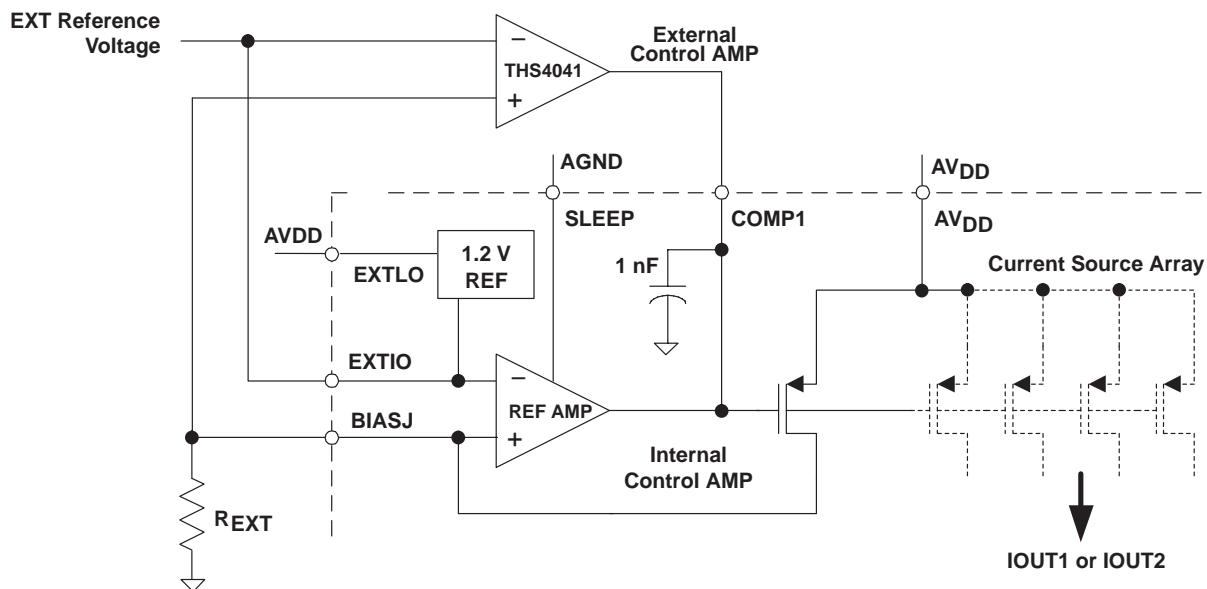 EXT Reference
Voltage
−
THS4041
+
External
Control AMP
AGND
AVDD
SLEEP
COMP1
AVDD
AVDD
EXTLO
1.2 V
REF
1 nF
Current Source Array
EXTIO
−
REF AMP
+
BIASJ
Internal
Control AMP
REXT
IOUT1 or IOUT2